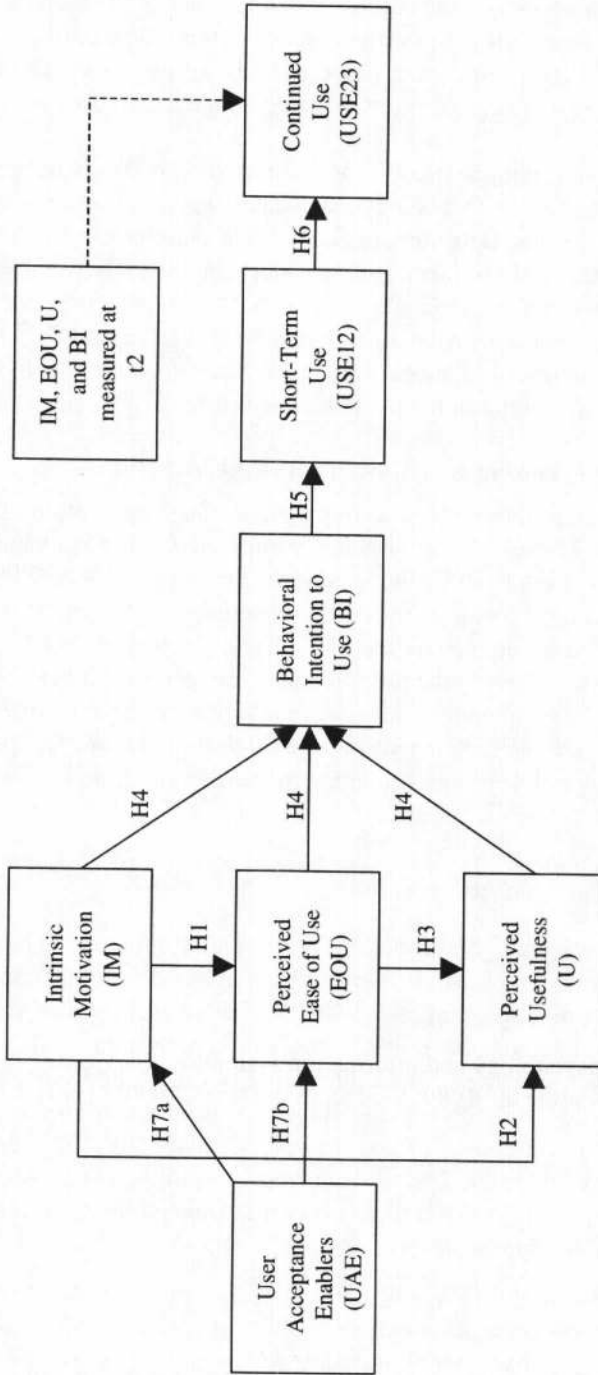 User
Acceptance
Enablers
(UAE)
H7a
H7b
H2
Intrinsic
Motivation
(IM)
H1
Perceived
Ease of Use
(EOU)
H3
Perceived
Usefulness
(U)
H4
H4
H4
Behavioral
Intention to
Use (BI)
H5
Short-Term
Use
(USE12)
H6
Continued
Use
(USE23)
IM, EOU, U,
and BI
measured at
t2